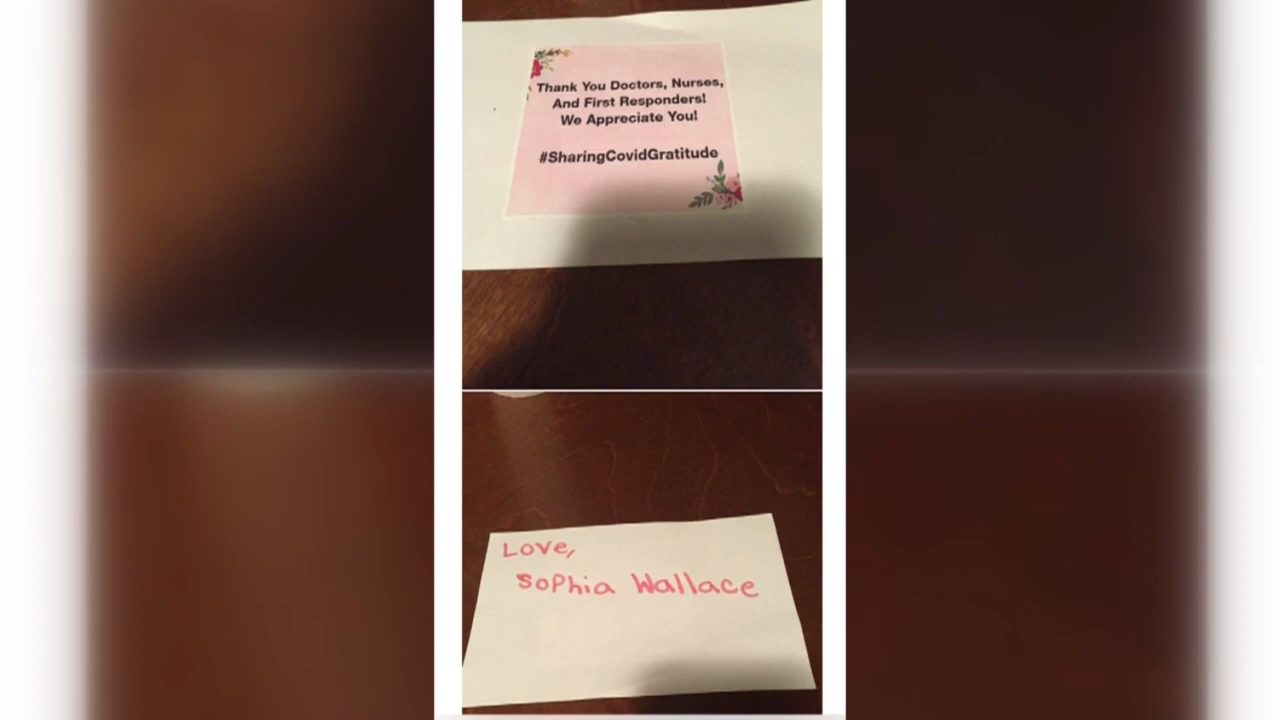 Thank You Doctors, Nurses,
And First Responders!
We Appreciate You!
#SharingCovidGratitude
Love,
Sophia Wallace